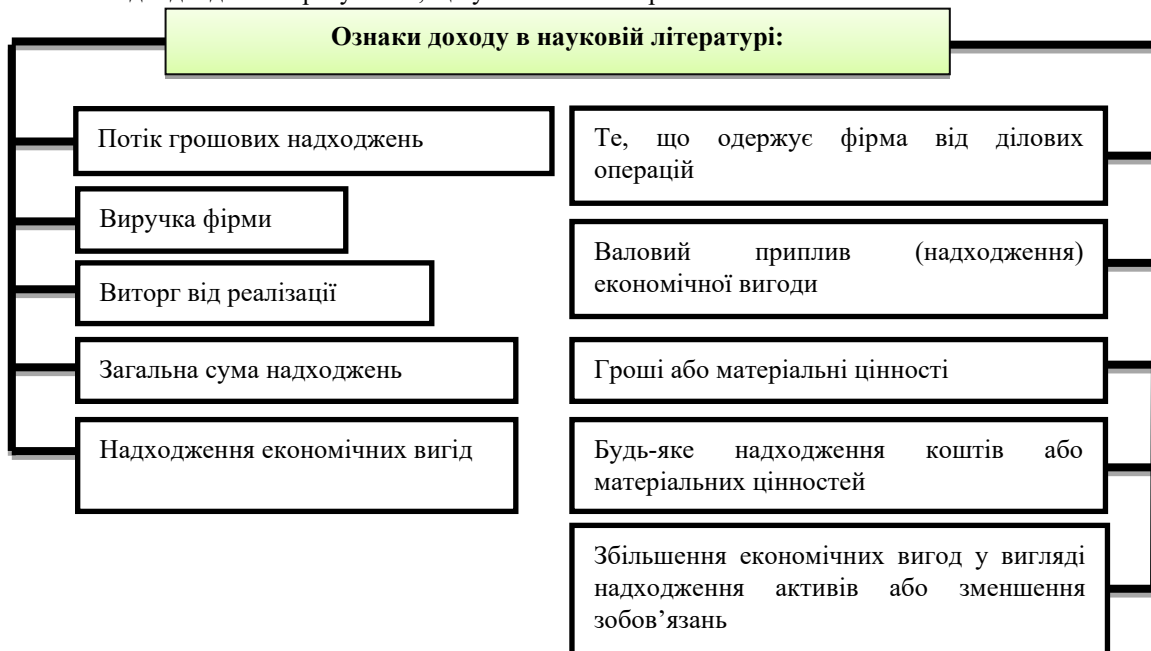 Ознаки доходу в науковій літературі:
Потік грошових надходжень
Виручка фірми
Виторг від реалізації
Загальна сума надходжень
Надходження економічних вигід
Те, що одержує фірма від ділових
операцій
Валовий приплив (надходження)
економічної вигоди
Гроші або матеріальні цінності
Будь-яке надходження коштів або
матеріальних цінностей
Збільшення економічних вигод у вигляді
надходження активів або зменшення
зобов’язань